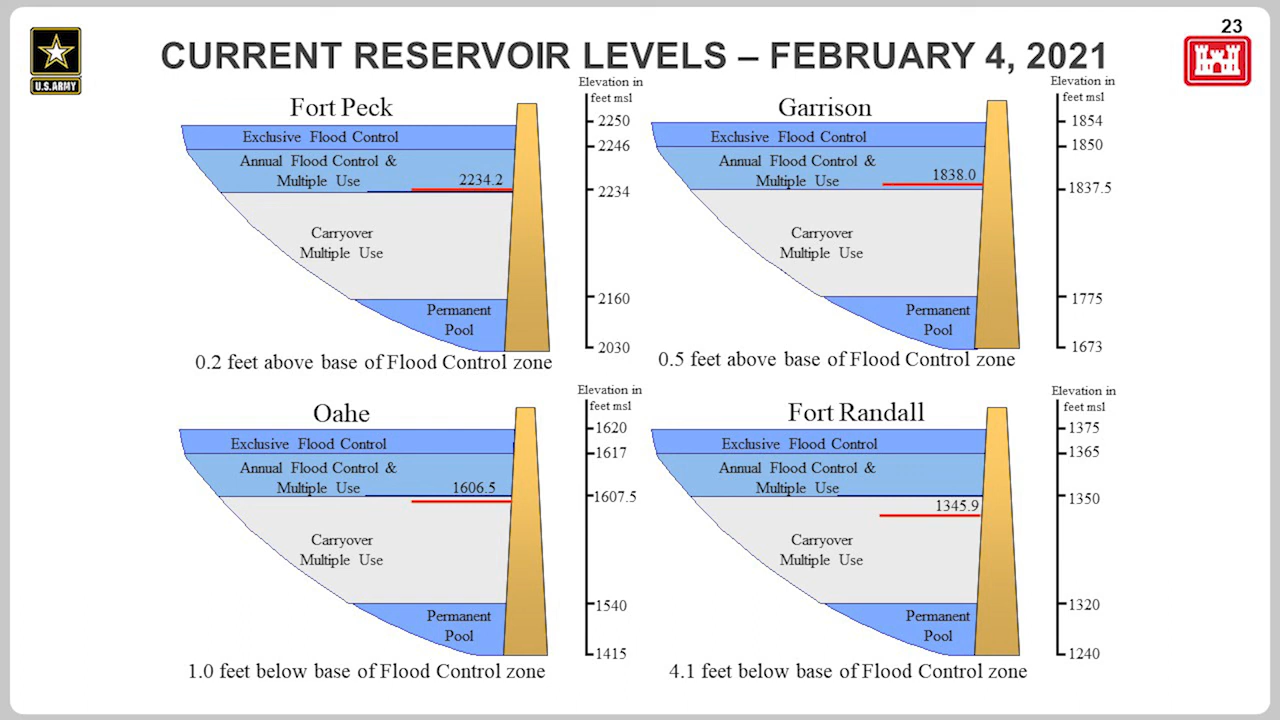 23
U.S.ARMY
CURRENT RESERVOIR LEVELS – FEBRUARY 4, 2021
Fort Peck
Elevation in
feet msl
Exclusive Flood Control
Annual Flood Control &
Multiple Use
2234.2
Carryover
Multiple Use
Permanent
Pool
2250
2246
2234
2160
2030
0.2 feet above base of Flood Control zone
Garrison
Elevation in
feet msl
Exclusive Flood Control
Annual Flood Control &
Multiple Use
1838.0
Carryover
Multiple Use
Permanent
Pool
1854
1850
1837.5
1775
1673
0.5 feet above base of Flood Control zone
Oahe
Elevation in
feet msl
Exclusive Flood Control
Annual Flood Control &
Multiple Use
1606.5
Carryover
Multiple Use
Permanent
Pool
1620
1617
1607.5
1540
1415
1.0 feet below base of Flood Control zone
Fort Randall
Elevation in
feet msl
Exclusive Flood Control
Annual Flood Control &
Multiple Use
1345.9
Carryover
Multiple Use
Permanent
Pool
1375
1365
1350
1320
1240
4.1 feet below base of Flood Control zone